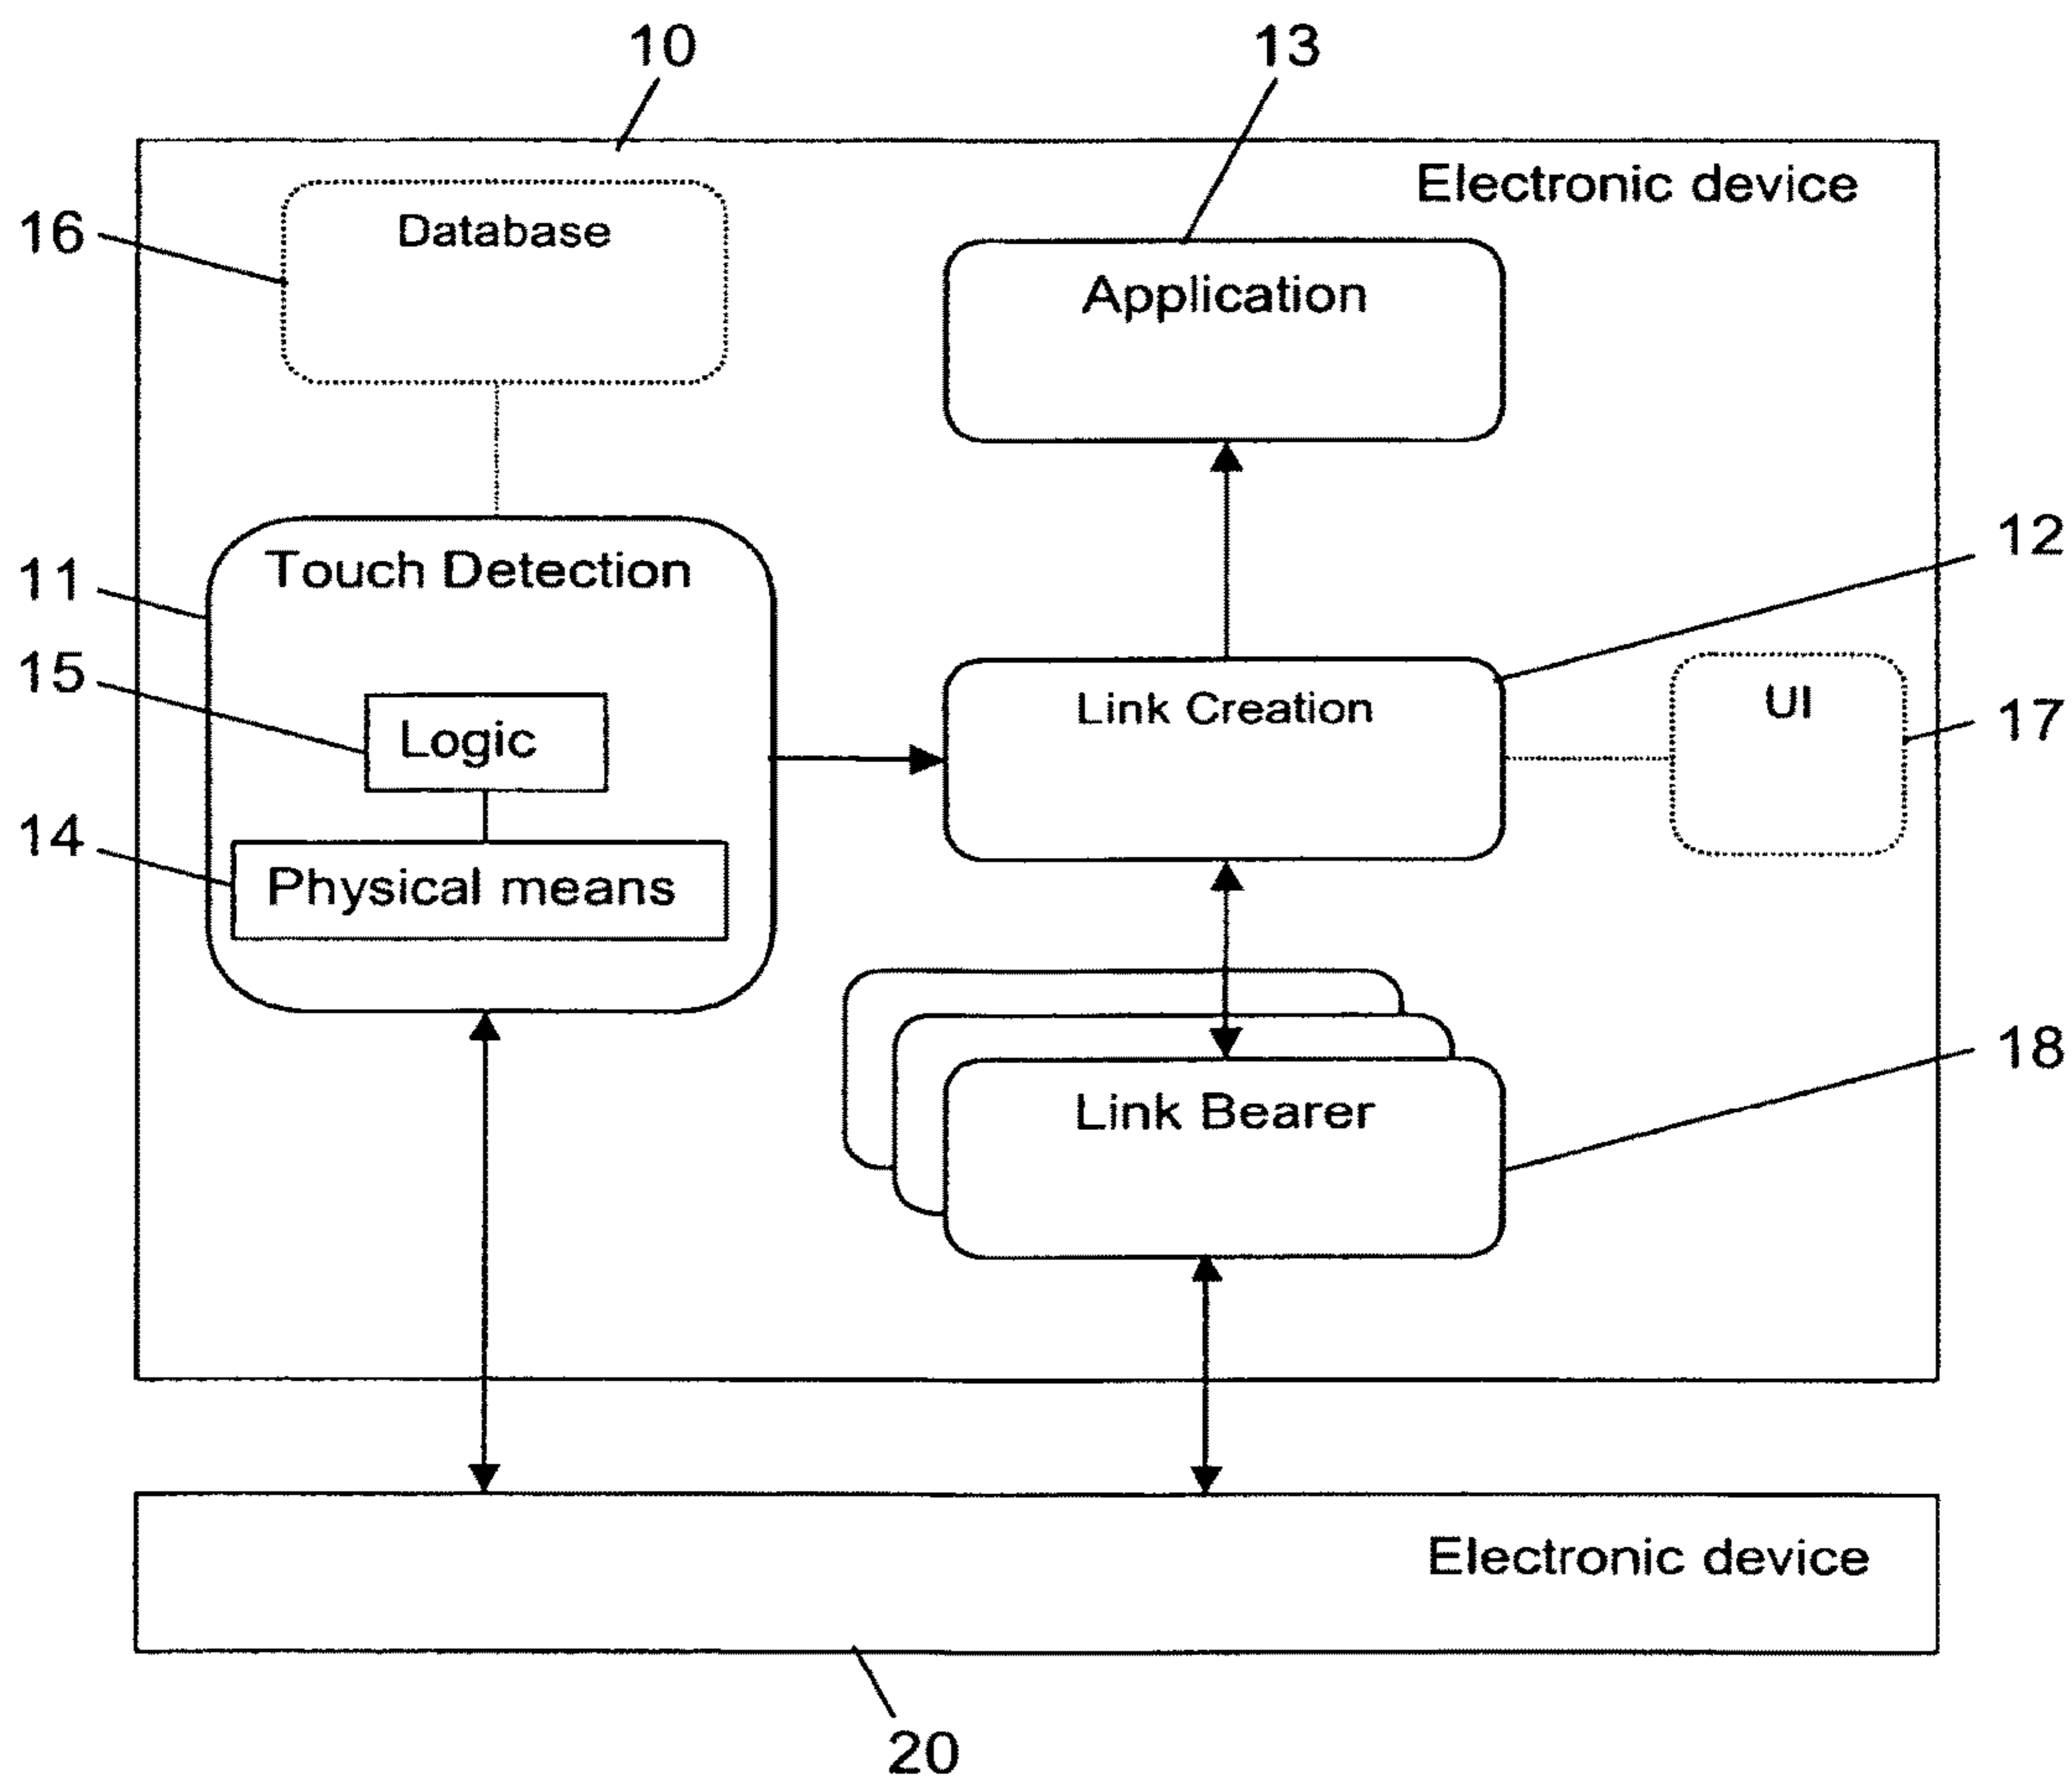 10
13
Electronic device
16
Database
Application
12
11
Touch Detection
15
Logic
Link Creation
UI
17
14
Physical means
18
Link Bearer
Electronic device
20